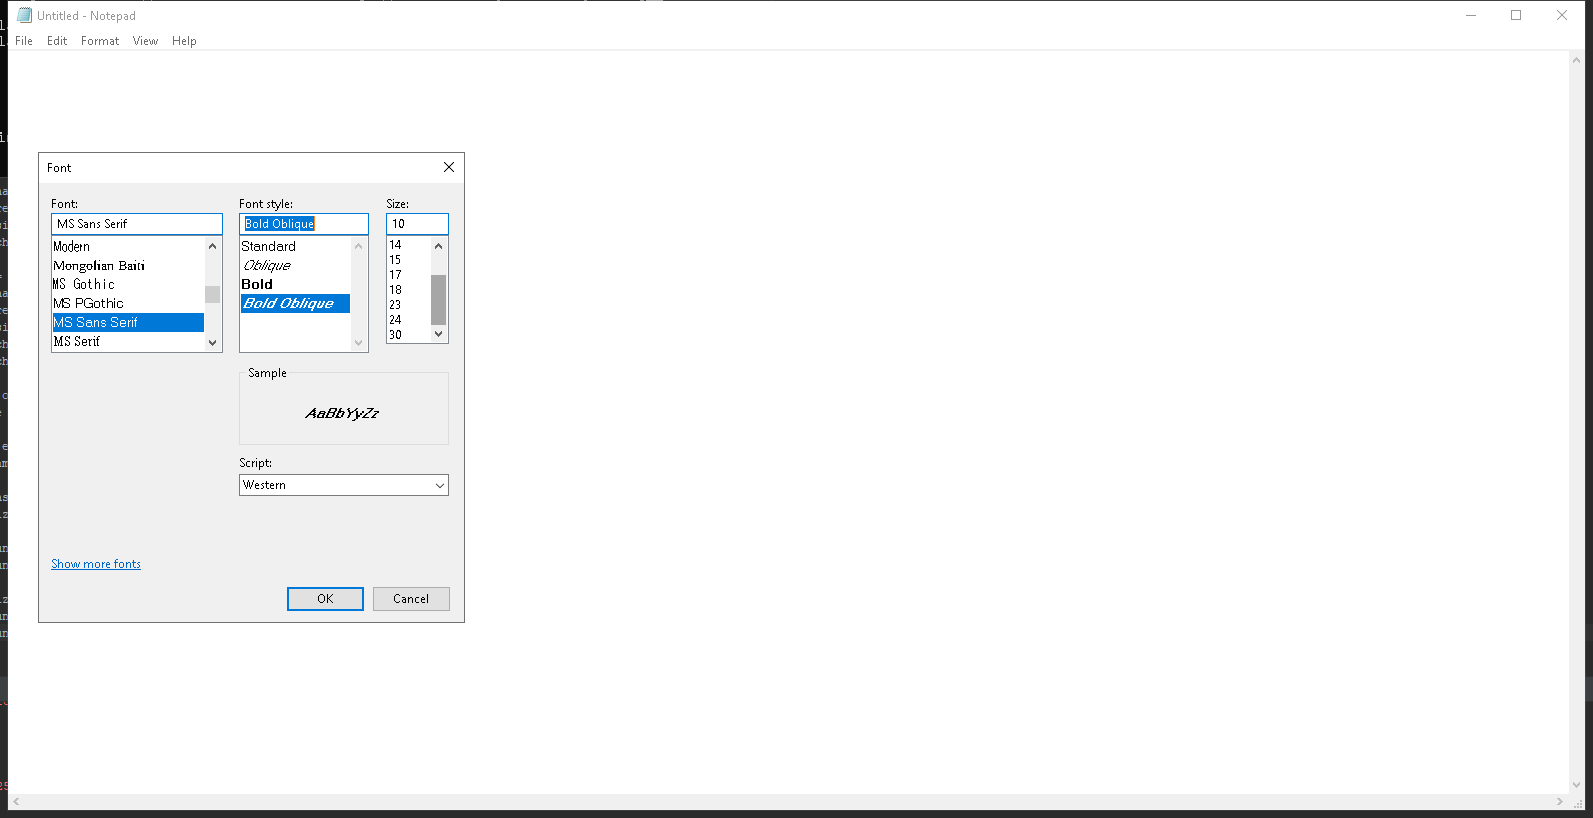 Untitled - Notepad
File Edit Format View Help
Font
Font:
MS Sans Serif
Modern
Mongolian Baiti
MS Gothic
MS PGothic
MS Sans Serif
MS Serif
Font style:
Bold Oblique
Standard
Oblique
Bold
Bold Oblique
Size:
10
14
15
17
18
23
24
30
Sample
AaBbYyZz
Script:
Western
Show more fonts
OK Cancel